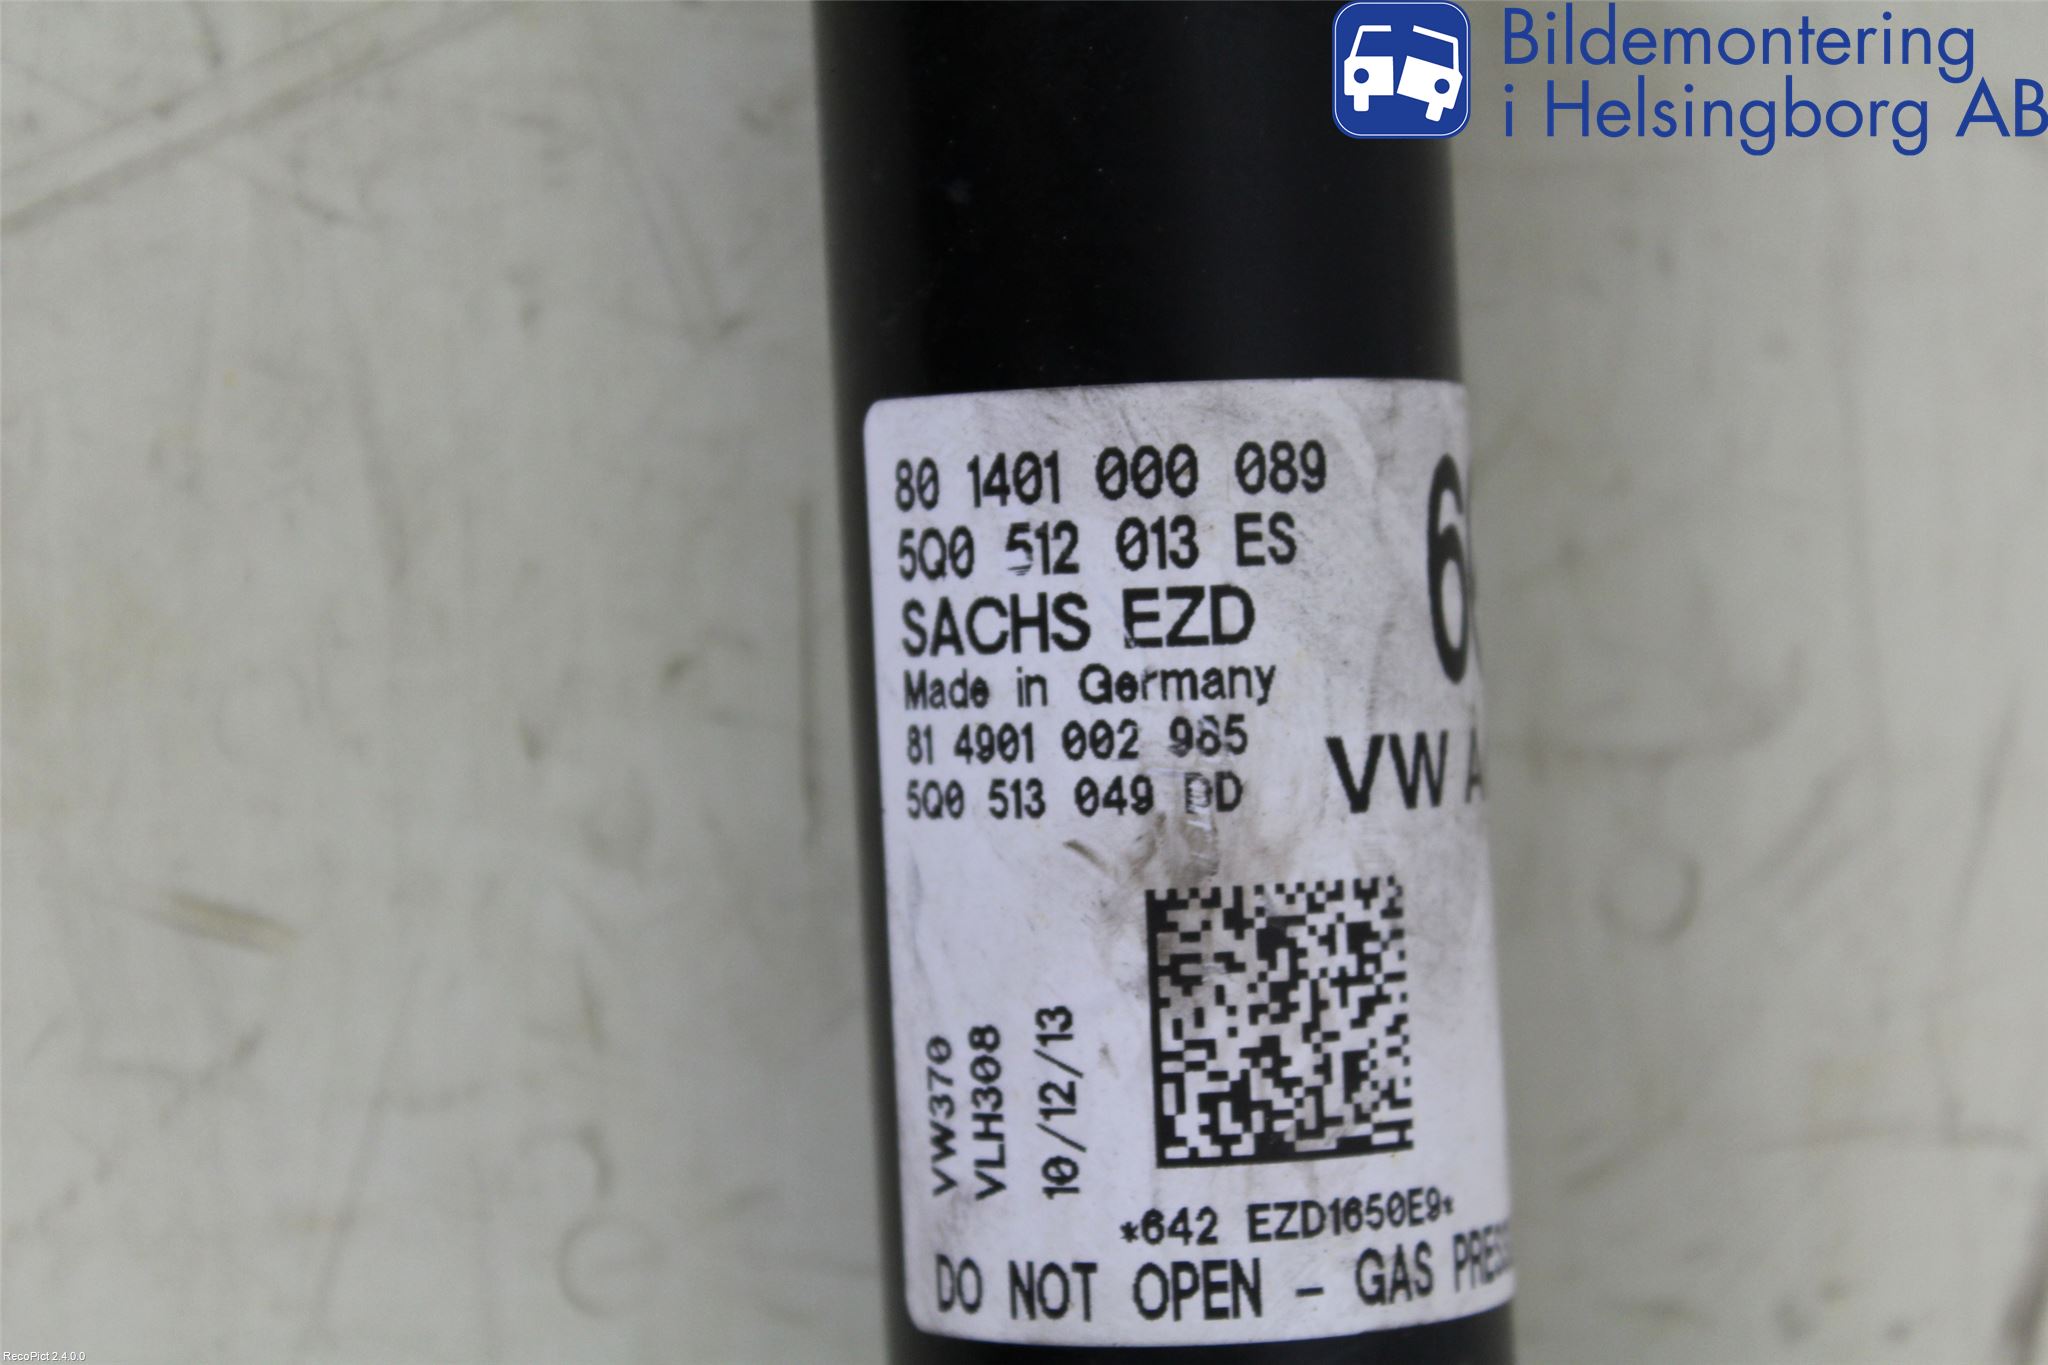 Bildemontering
i Helsingborg AB
80 1401 000 089
5Q0 512 013 ES
SACHS EZD
Made in Germany
81 4901 002 985
5Q0 513 049 DD
VW
VW370
VLH308
10/12/13
*642 EZD1650E9*
DO NOT OPEN - GAS
RecoPict 2.4.0.0